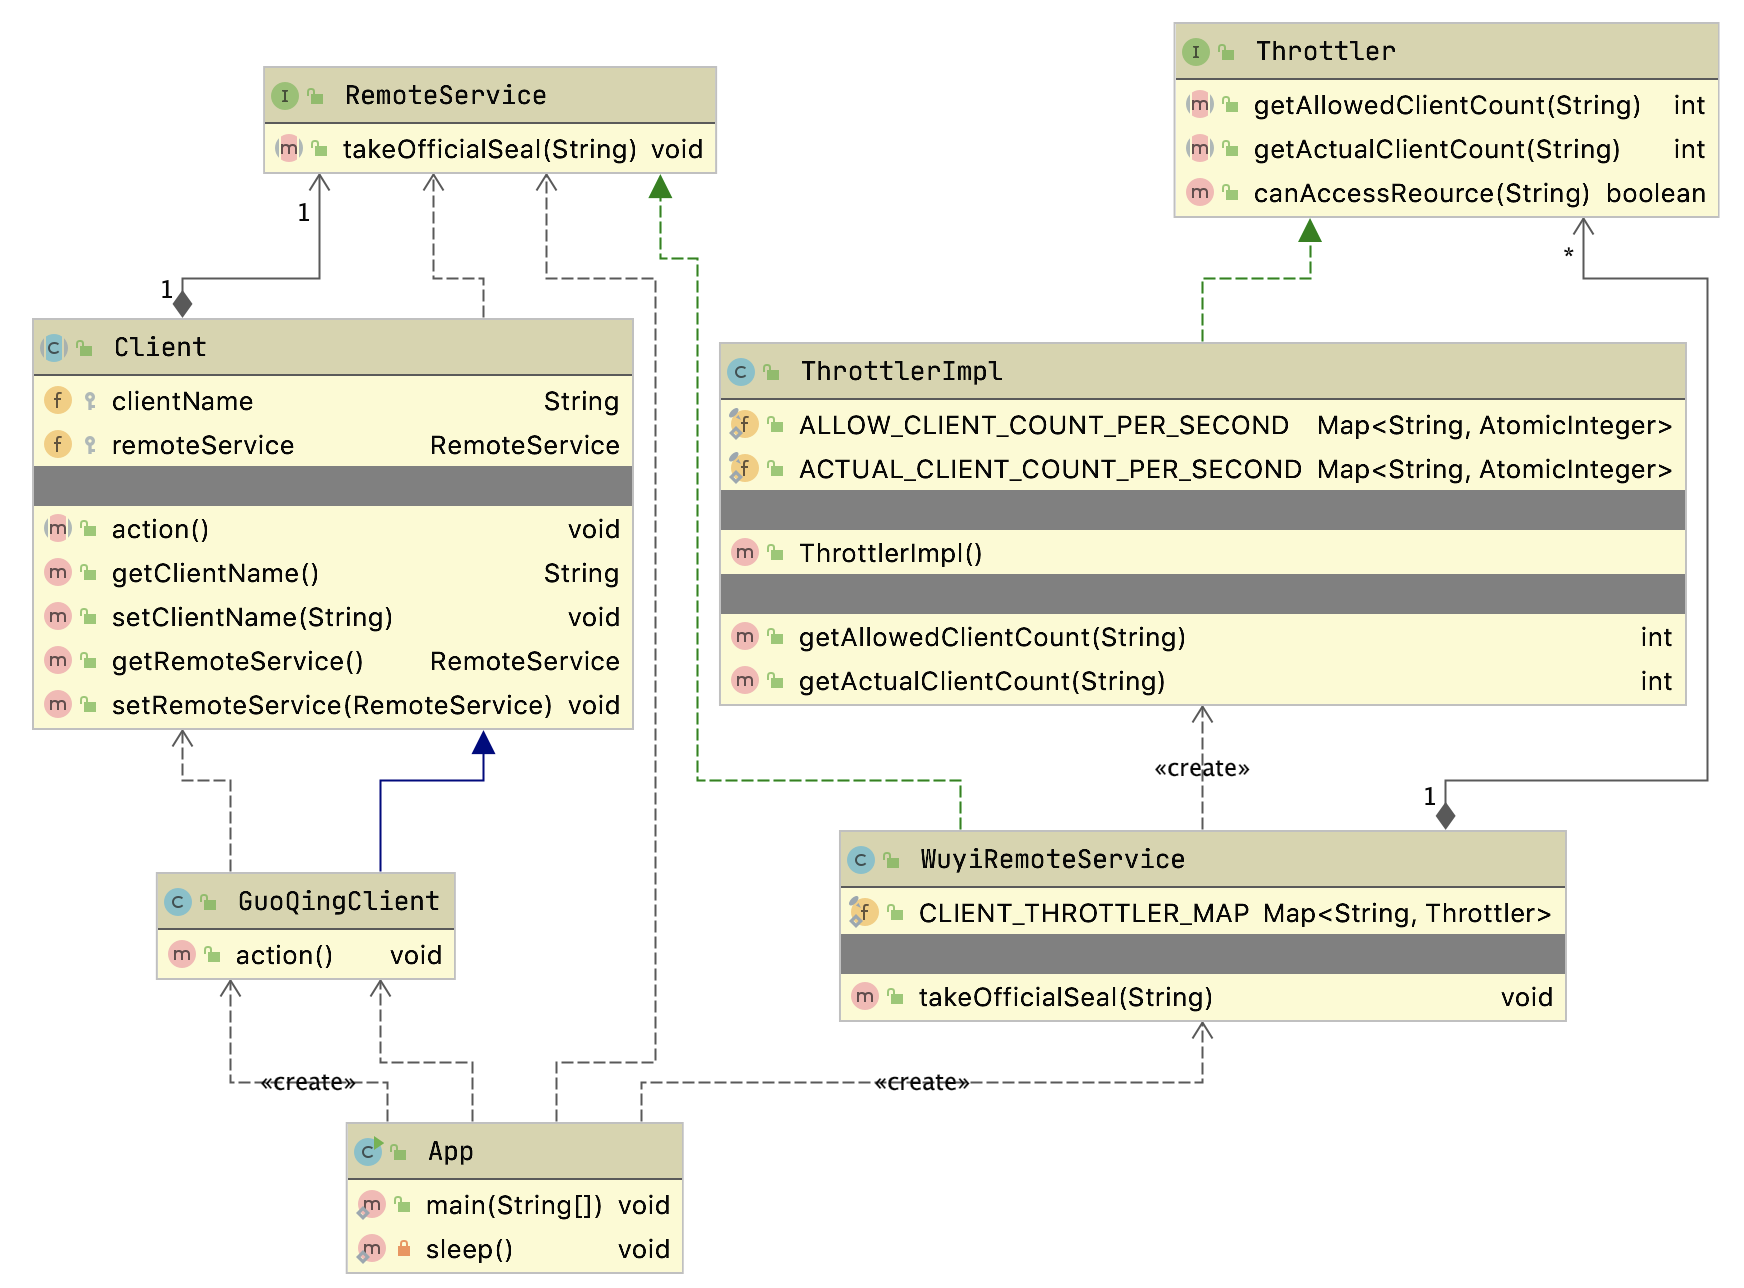 I Throttler
m getAllowedClientCount(String) int
m getActualClientCount(String) int
m canAccessReource(String) boolean
I RemoteService
m takeOfficialSeal(String) void
1
*
1
C Client
f clientName String
f remoteService RemoteService
m action() void
m getClientName() String
m setClientName(String) void
m getRemoteService() RemoteService
m setRemoteService(RemoteService) void
C ThrottlerImpl
f ALLOW_CLIENT_COUNT_PER_SECOND Map<String, AtomicInteger>
f ACTUAL_CLIENT_COUNT_PER_SECOND Map<String, AtomicInteger>
m ThrottlerImpl()
m getAllowedClientCount(String) int
m getActualClientCount(String) int
«create»
1
C GuoQingClient
m action() void
C WuyiRemoteService
f CLIENT_THROTTLER_MAP Map<String, Throttler>
m takeOfficialSeal(String) void
«create»
«create»
C App
m main(String[]) void
m sleep() void